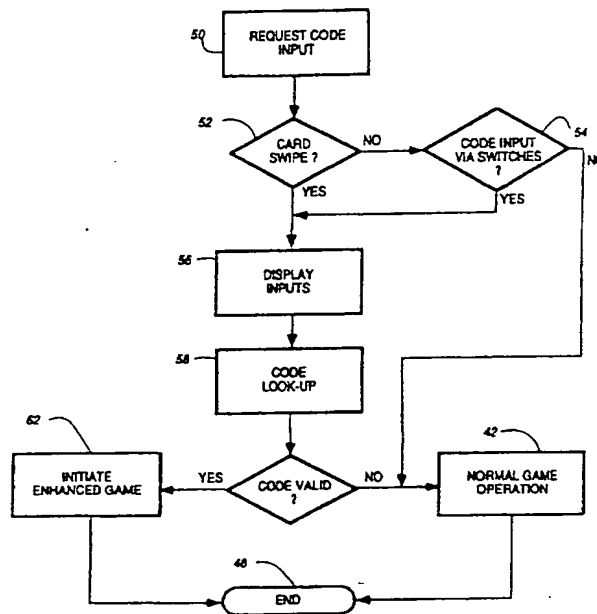 50
REQUEST CODE
INPUT
52
CARD
SWIPE ?
NO
54
CODE INPUT
VIA SWITCHES
?
NO
YES
YES
56
DISPLAY
INPUTS
58
CODE
LOOK-UP
62
INITIATE
ENHANCED GAME
YES
CODE VALID
?
NO
42
NORMAL GAME
OPERATION
48
END